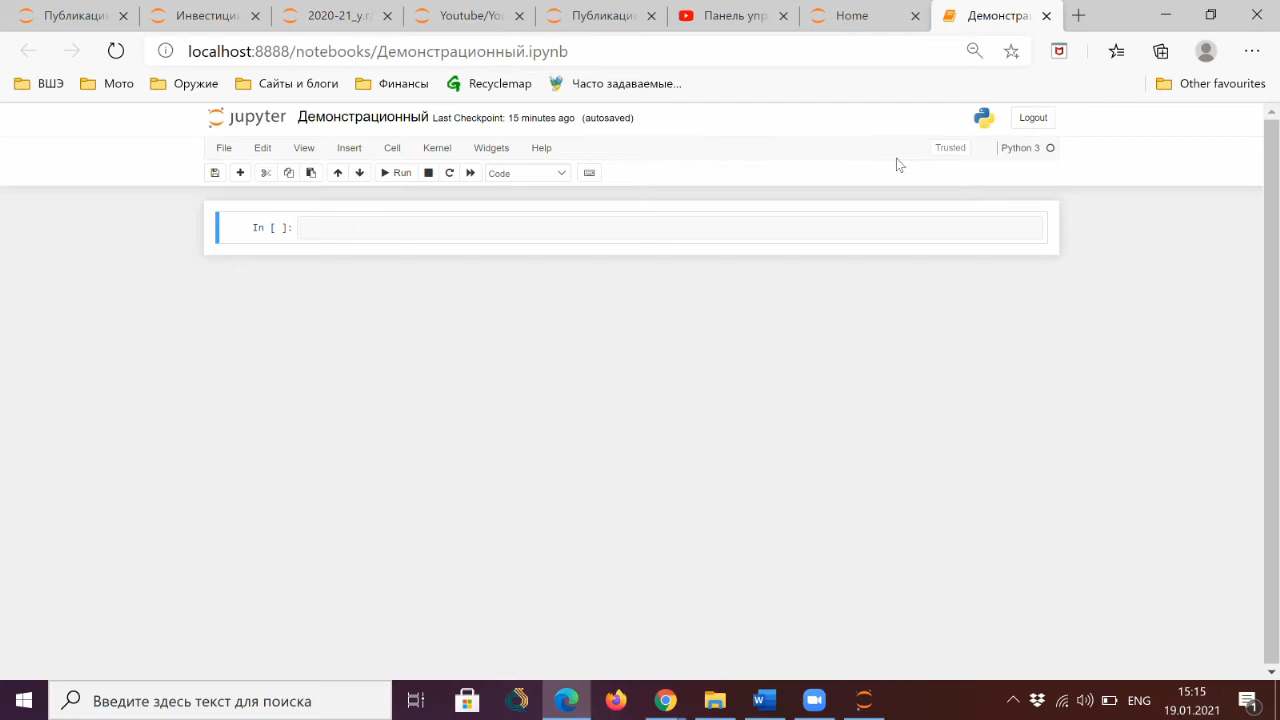 Публикаци
Инвестици
2020-21_у.г/
Youtube/Yo
Публикаци
Панель упр
Home
Демонстра
localhost:8888/notebooks/Демонстрационный.ipynb
ВШЭ
Мото
Оружие
Сайты и блоги
Финансы
Recyclemap
Часто задаваемые...
Other favourites
jupyter Демонстрационный Last Checkpoint: 15 minutes ago (autosaved)
Logout
File Edit View Insert Cell Kernel Widgets Help
Trusted
Python 3
Run
Code
In [ ]:
Введите здесь текст для поиска
ENG
15:15
19.01.2021
1